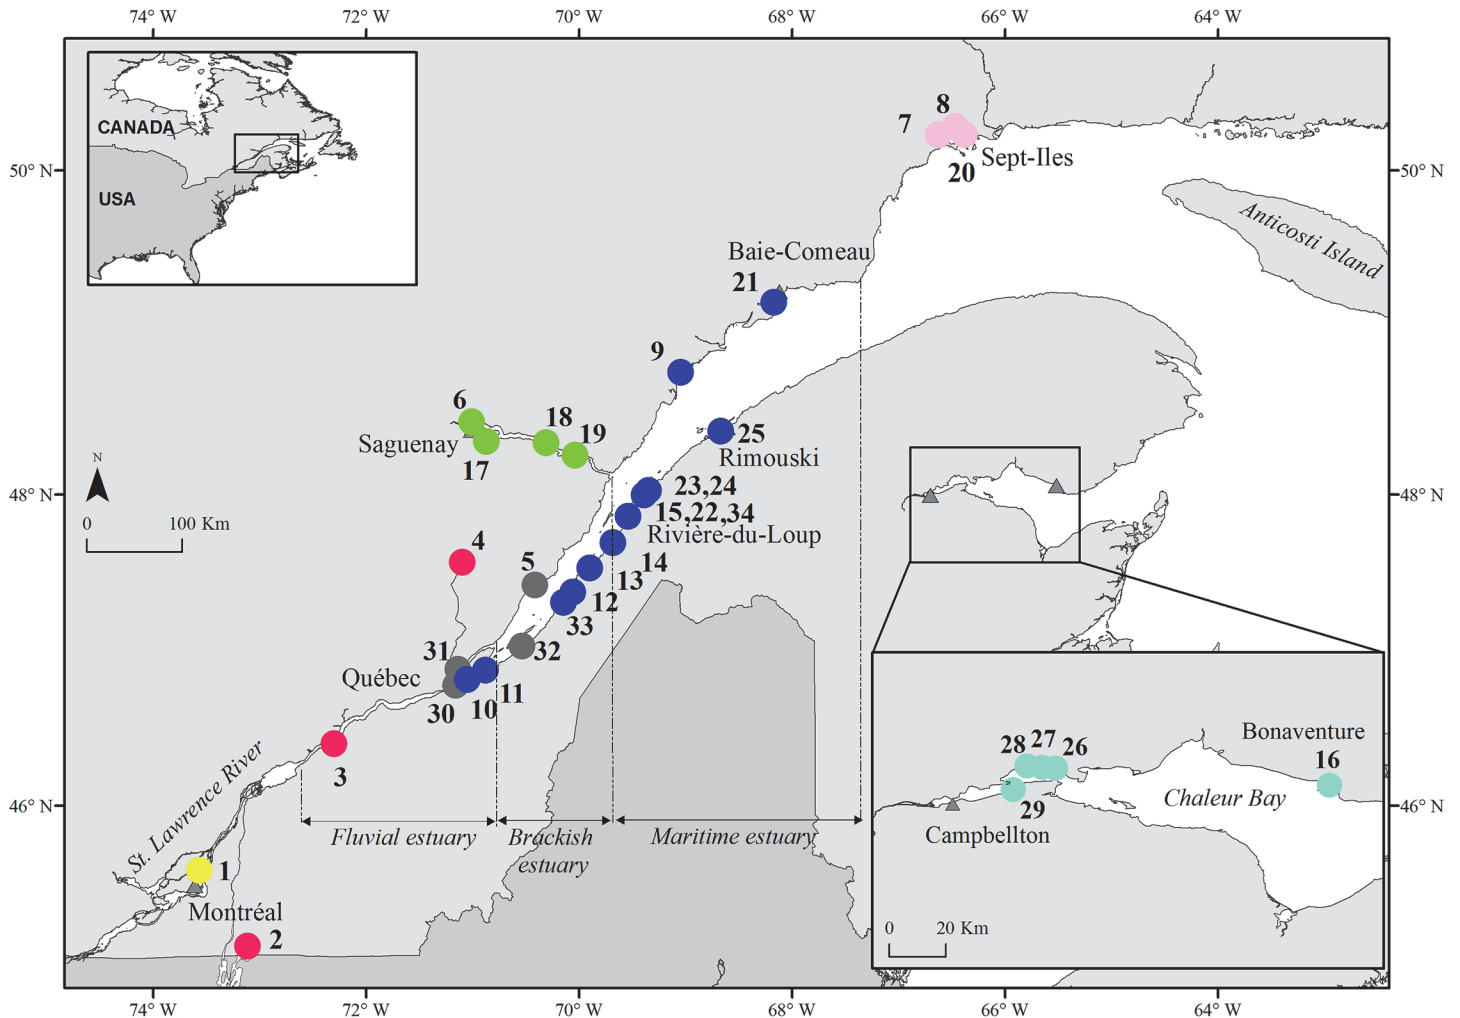 74° W
72° W
70° W
68° W
66° W
64° W
CANADA
USA
50° N
50° N
8
7
Sept-Iles
20
Anticosti Island
Baie-Comeau
21
9
6
18
19
Saguenay
17
25
Rimouski
N
48° N
48° N
0
100 Km
23,24
15,22,34
Rivière-du-Loup
4
5
14
13
12
33
31
32
Québec
11
10
30
3
St. Lawrence River
46° N
46° N
Fluvial estuary
Brackish
estuary
Maritime estuary
1
Montréal
2
Bonaventure
28
27
26
16
29
Chaleur Bay
Campbellton
0
20 Km
74° W
72° W
70° W
68° W
66° W
64° W